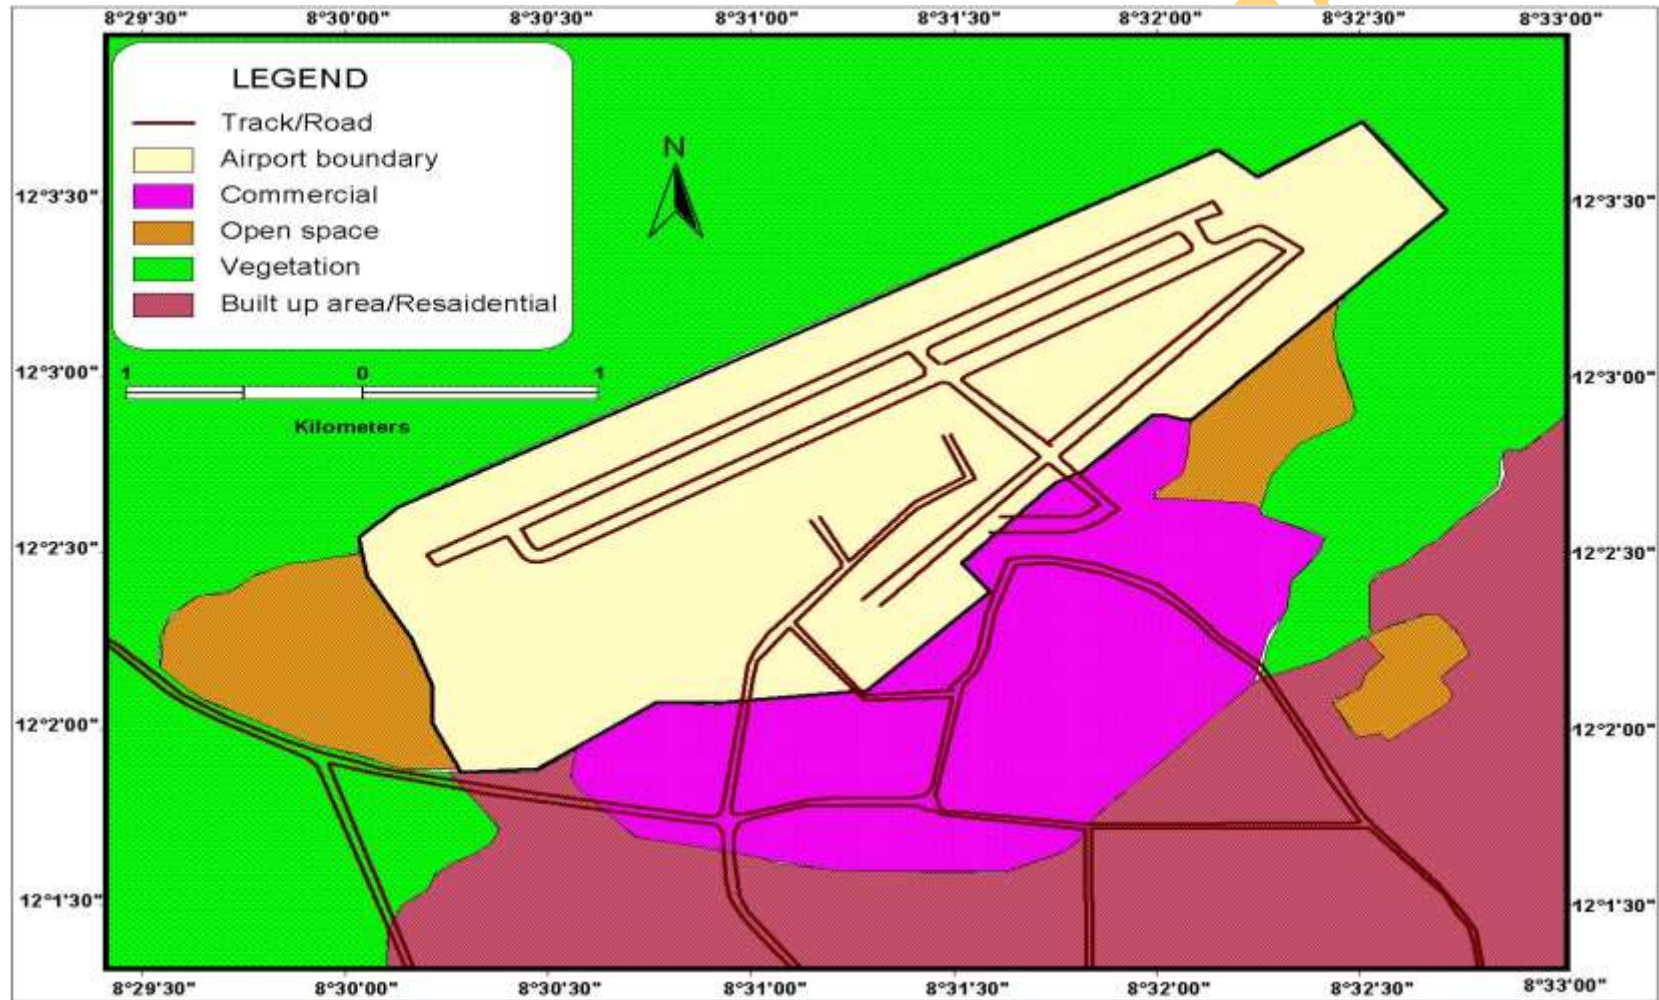 8°29'30" 8°30'00" 8°30'30" 8°31'00" 8°31'30" 8°32'00" 8°32'30" 8°33'00"
LEGEND
Track/Road
Airport boundary
Commercial
Open space
Vegetation
Built up area/Resaidential
N
12°3'30" 12°3'30"
12°3'00" 12°3'00"
1 0 1
Kilometers
12°2'30" 12°2'30"
12°2'00" 12°2'00"
12°1'30" 12°1'30"
8°29'30" 8°30'00" 8°30'30" 8°31'00" 8°31'30" 8°32'00" 8°32'30" 8°33'00"